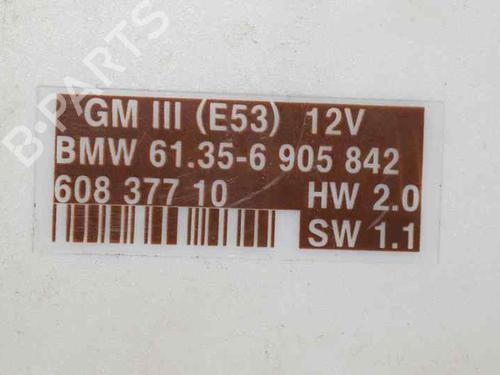 B-PARTS
GM III (E53) 12V
BMW 61.35-6 905 842
608 377 10 HW 2.0
SW 1.1